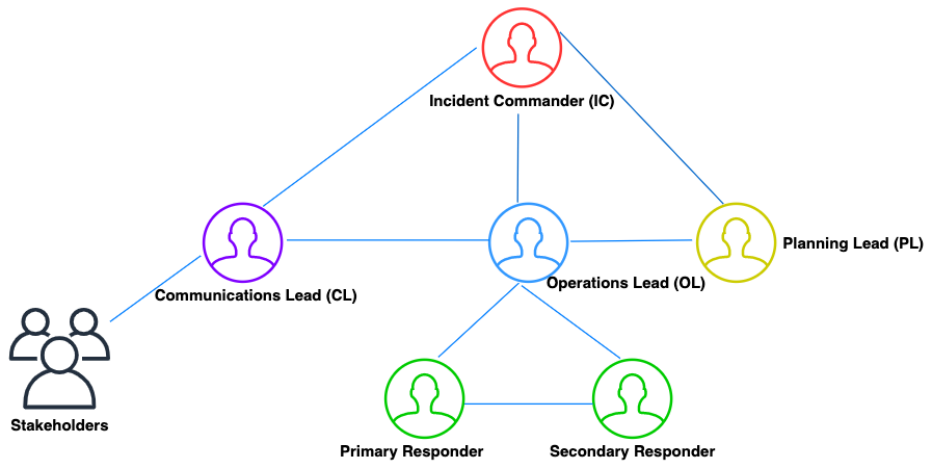 Incident Commander (IC)
Planning Lead (PL)
Operations Lead (OL)
Communications Lead (CL)
Stakeholders
Primary Responder
Secondary Responder